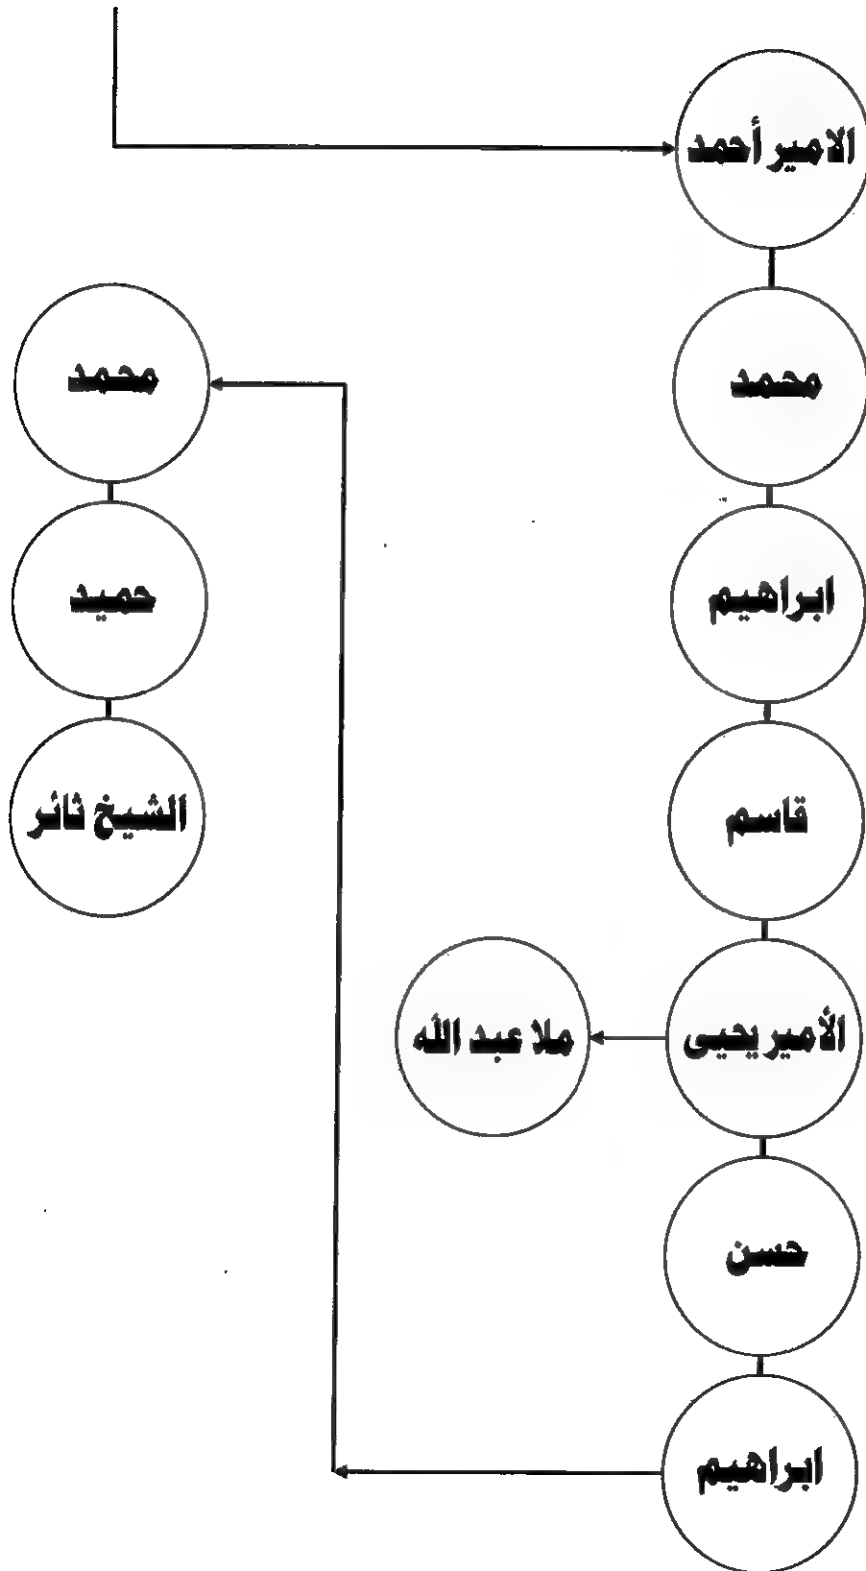 الامير أحمد
محمد
ابراهيم
قاسم
الأمير يحيى
ملا عبد الله
حسن
ابراهيم
محمد
حميد
الشيخ ثائر